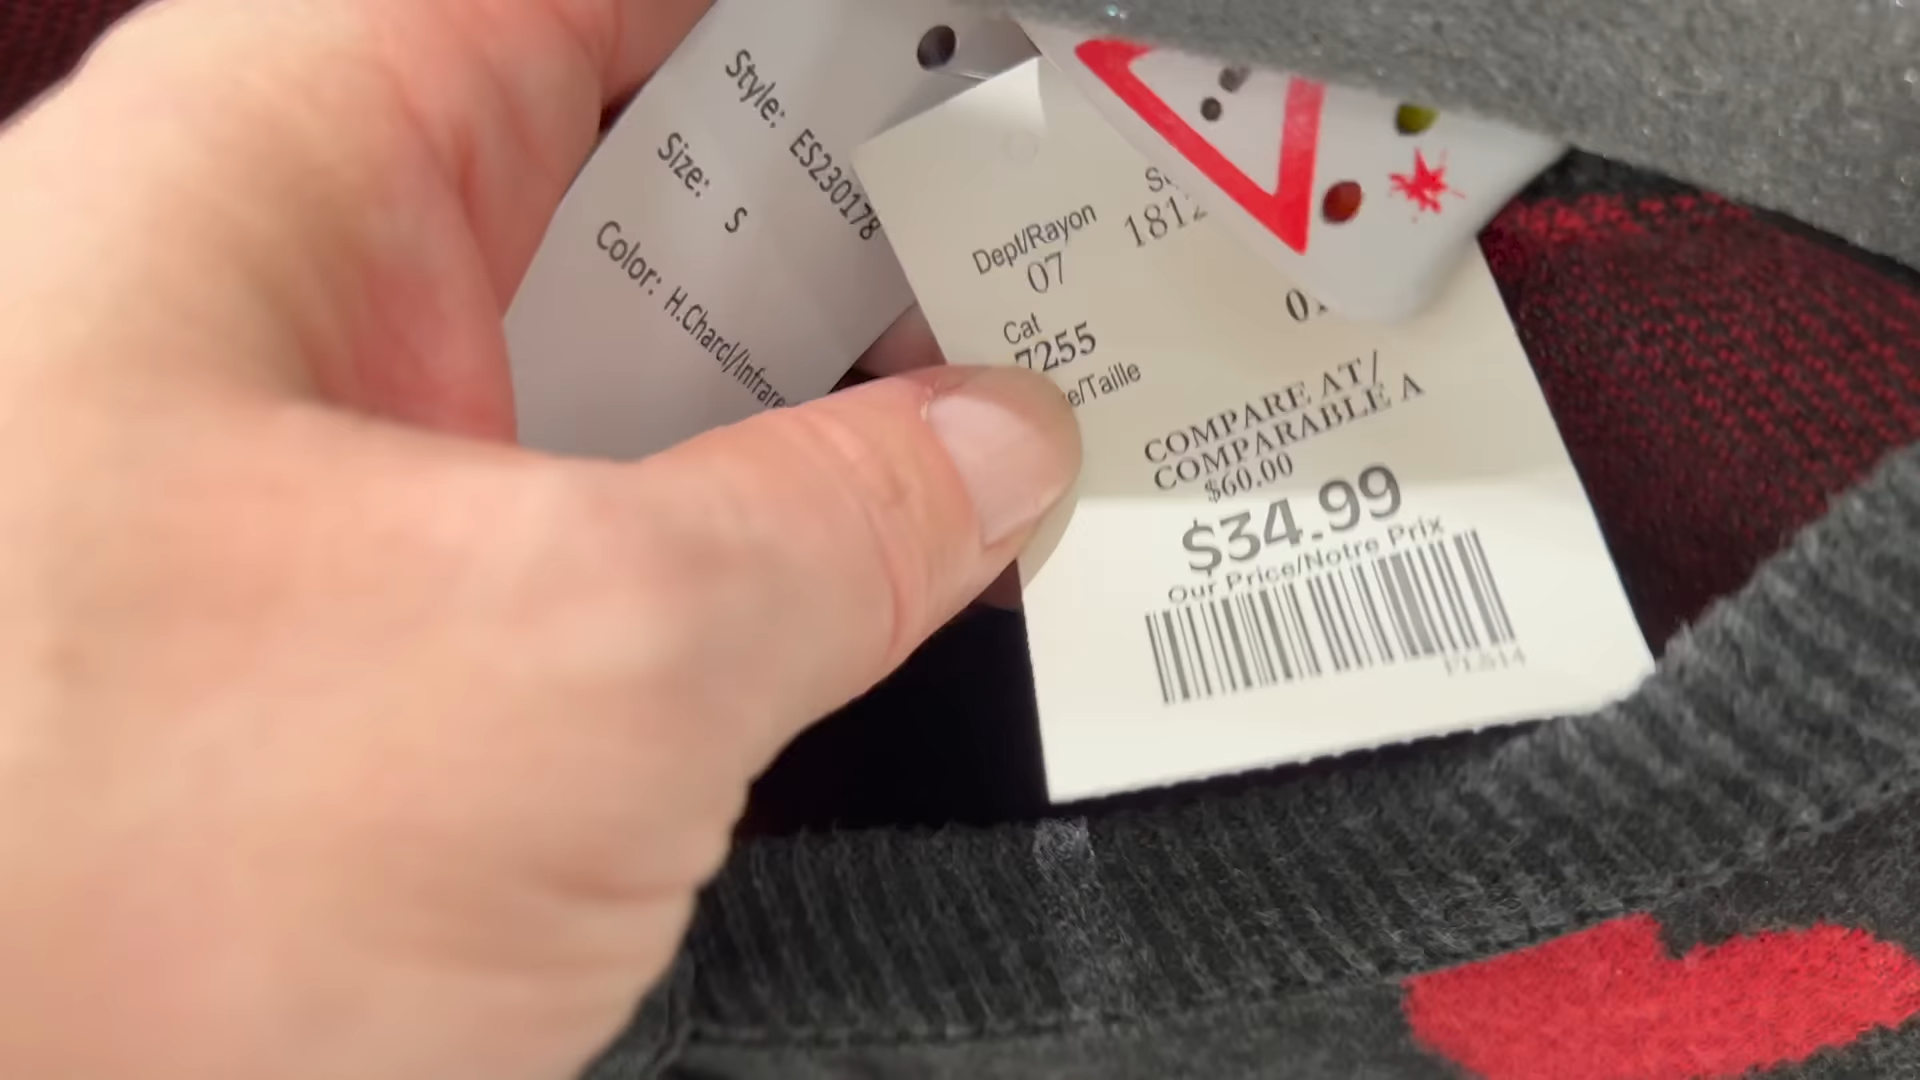 Style: ES230178
Size: S
Color: H.Charcl/Infrare
Dept/Rayon
07
1812
Cat
7255
e/Taille
COMPARE AT/
COMPARABLE A
$60.00
$34.99
Our Price/Notre Prix